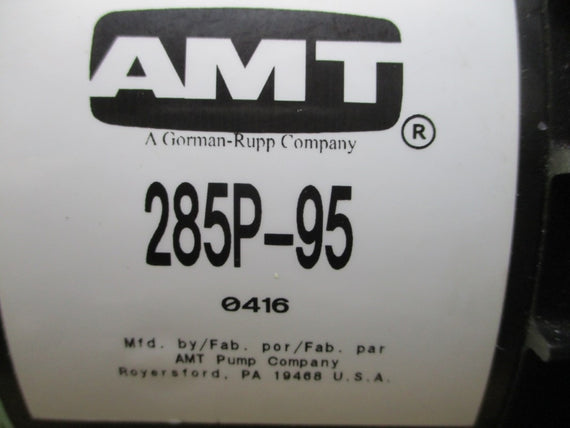 AMT
®
A Gorman-Rupp Company
285P-95
0416
Mfd. by/Fab. por/Fab. par
AMT Pump Company
Royersford, PA 19468 U.S.A.